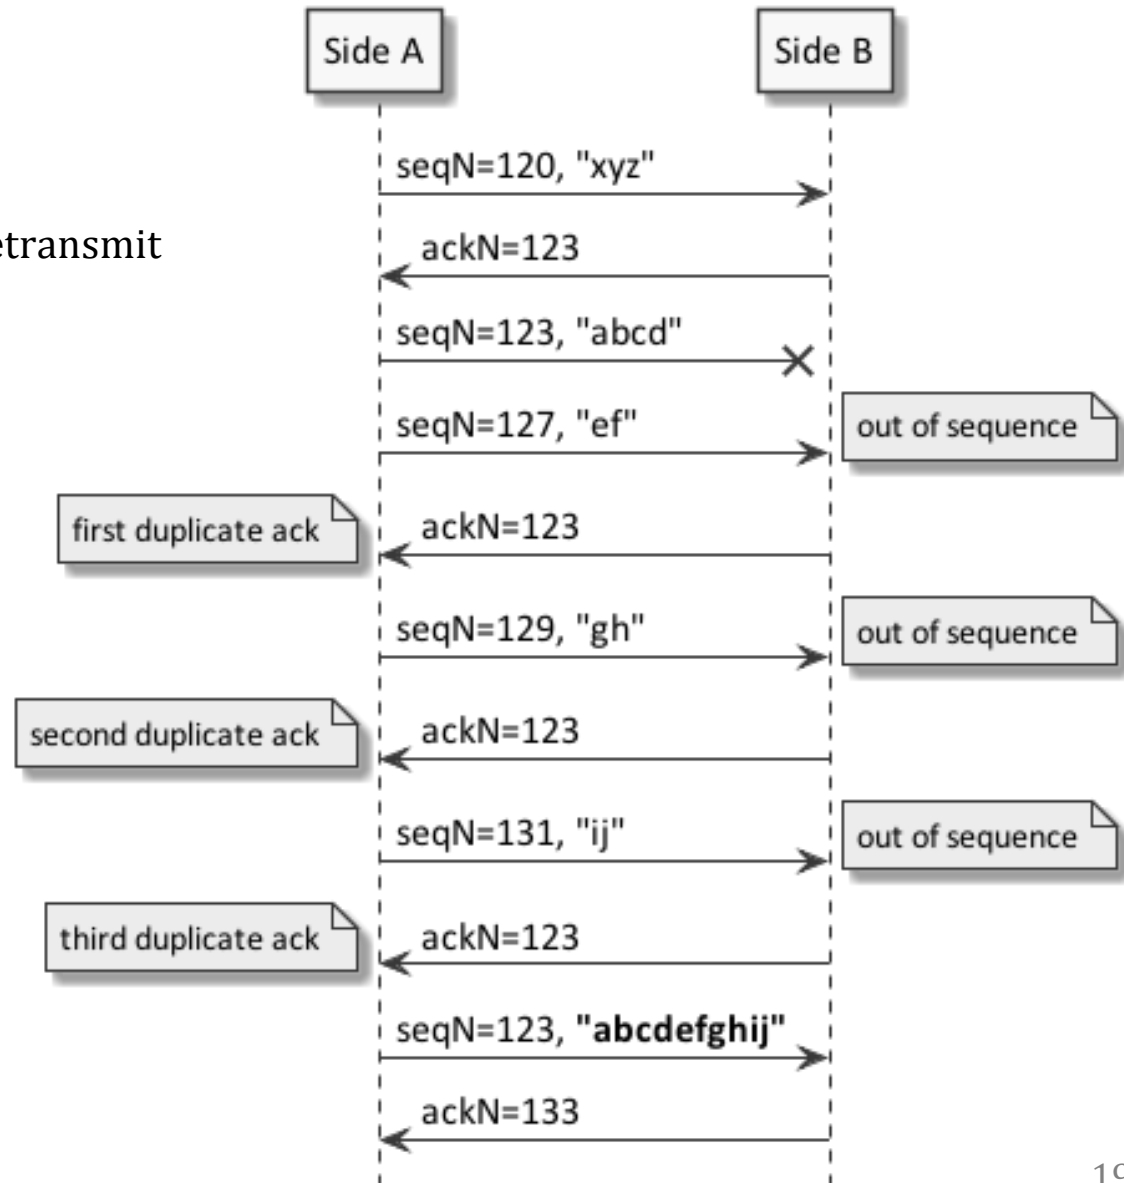 Side A
Side B
seqN=120, "xyz"
etransmit
ackN=123
seqN=123, "abcd"
seqN=127, "ef"
out of sequence
first duplicate ack
ackN=123
seqN=129, "gh"
out of sequence
second duplicate ack
ackN=123
seqN=131, "ij"
out of sequence
third duplicate ack
ackN=123
seqN=123, "abcdefghij"
ackN=133
19